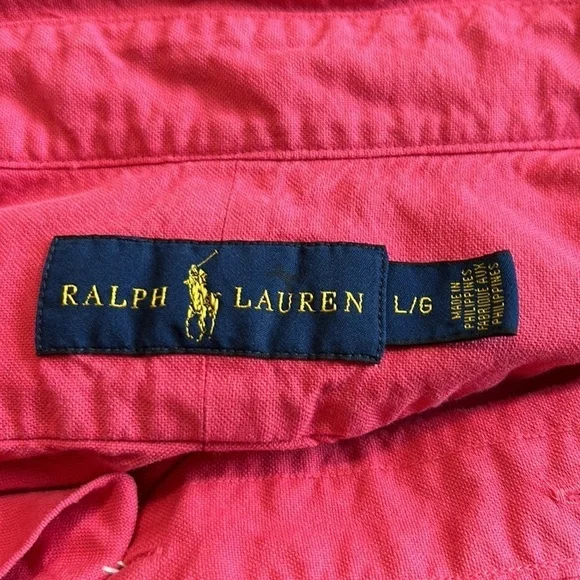 RALPH LAUREN
L/G
MADE IN
PHILIPPINES
FABRIQUÉ AUX
PHILIPPINES